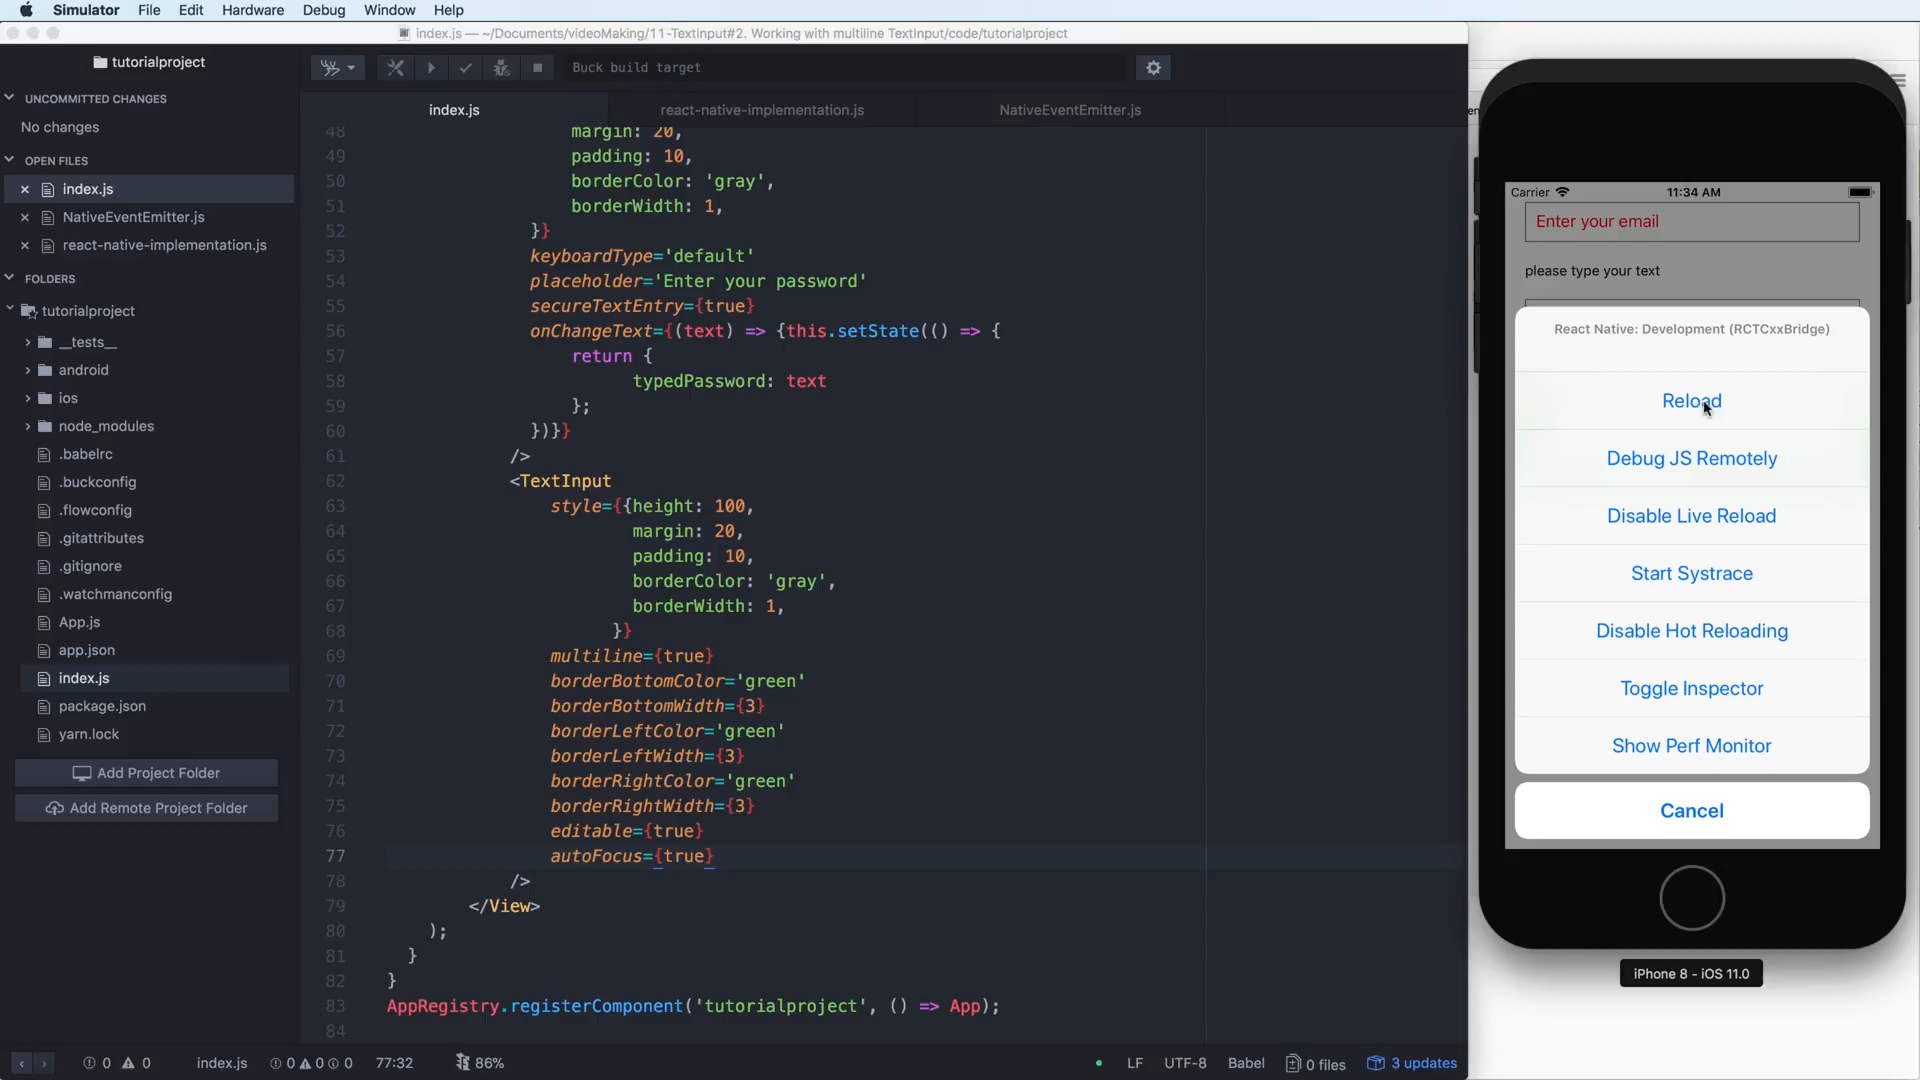 Simulator File Edit Hardware Debug Window Help
index.js — ~/Documents/videoMaking/11-TextInput#2. Working with multiline TextInput/code/tutorialproject
tutorialproject
UNCOMMITTED CHANGES
No changes
OPEN FILES
index.js
NativeEventEmitter.js
react-native-implementation.js
FOLDERS
tutorialproject
__tests__
android
ios
node_modules
.babelrc
.buckconfig
.flowconfig
.gitattributes
.gitignore
.watchmanconfig
App.js
app.json
index.js
package.json
yarn.lock
Add Project Folder
Add Remote Project Folder
Buck build target
index.js react-native-implementation.js NativeEventEmitter.js
48 margin: 20,
49 padding: 10,
50 borderColor: 'gray',
51 borderWidth: 1,
52 }}
53 keyboardType='default'
54 placeholder='Enter your password'
55 secureTextEntry={true}
56 onChangeText={(text) => {this.setState(() => {
57 return {
58 typedPassword: text
59 };
60 })}}
61 />
62 <TextInput
63 style={{height: 100,
64 margin: 20,
65 padding: 10,
66 borderColor: 'gray',
67 borderWidth: 1,
68 }}
69 multiline={true}
70 borderBottomColor='green'
71 borderBottomWidth={3}
72 borderLeftColor='green'
73 borderLeftWidth={3}
74 borderRightColor='green'
75 borderRightWidth={3}
76 editable={true}
77 autoFocus={true}
78 />
79 </View>
80 );
81 }
82 }
83 AppRegistry.registerComponent('tutorialproject', () => App);
84
0 0 index.js 0 0 0 77:32 86% LF UTF-8 Babel 0 files 3 updates
Carrier 11:34 AM
Enter your email
please type your text
React Native: Development (RCTCxxBridge)
Reload
Debug JS Remotely
Disable Live Reload
Start Systrace
Disable Hot Reloading
Toggle Inspector
Show Perf Monitor
Cancel
iPhone 8 - iOS 11.0